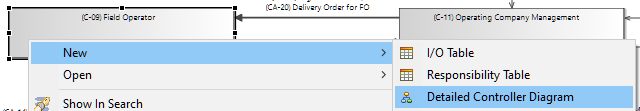 (CA-20) Delivery Order for FO
(C-09) Field Operator
(C-11) Operating Company Management
New
I/O Table
Open
Responsibility Table
Show In Search
Detailed Controller Diagram